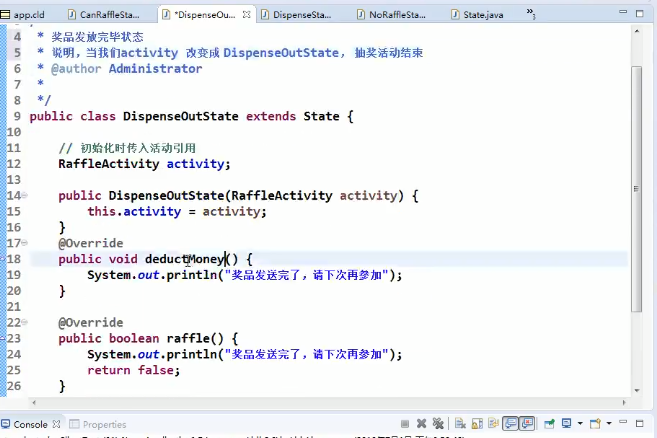 app.cld
CanRaffleSta...
*DispenseOu...
DispenseSta...
NoRaffleSta...
State.java
4 * 奖品发放完毕状态
5 * 说明，当我们activity 改变成 DispenseOutState， 抽奖活动结束
6 * @author Administrator
7 *
8 */
9 public class DispenseOutState extends State {
10
11 // 初始化时传入活动引用
12 RaffleActivity activity;
13
14 public DispenseOutState(RaffleActivity activity) {
15 this.activity = activity;
16 }
17 @Override
18 public void deductMoney() {
19 System.out.println("奖品发送完了，请下次再参加");
20 }
21
22 @Override
23 public boolean raffle() {
24 System.out.println("奖品发送完了，请下次再参加");
25 return false;
26 }
Console
Properties